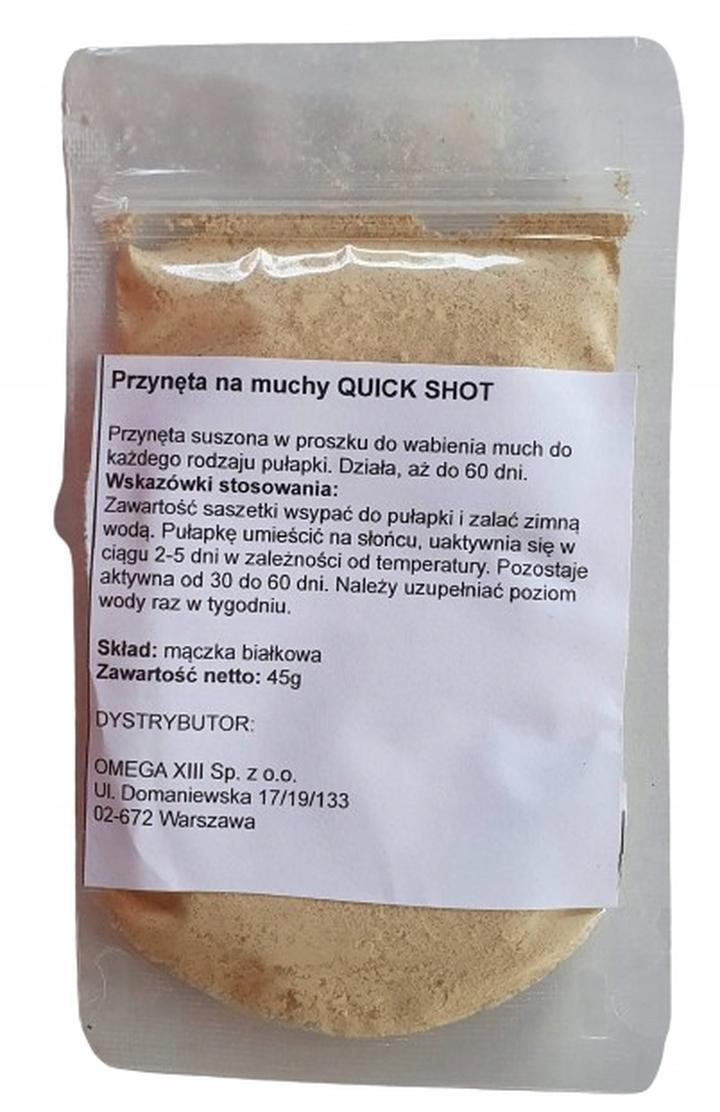 Przynęta na muchy QUICK SHOT
Przynęta suszona w proszku do wabienia much do
każdego rodzaju pułapki. Działa, aż do 60 dni.
Wskazówki stosowania:
Zawartość saszetki wsypać do pułapki i zalać zimną
wodą. Pułapkę umieścić na słońcu, uaktywnia się w
ciągu 2-5 dni w zależności od temperatury. Pozostaje
aktywna od 30 do 60 dni. Należy uzupełniać poziom
wody raz w tygodniu.
Skład: mączka białkowa
Zawartość netto: 45g
DYSTRYBUTOR:
OMEGA XIII Sp. z o.o.
Ul. Domaniewska 17/19/133
02-672 Warszawa